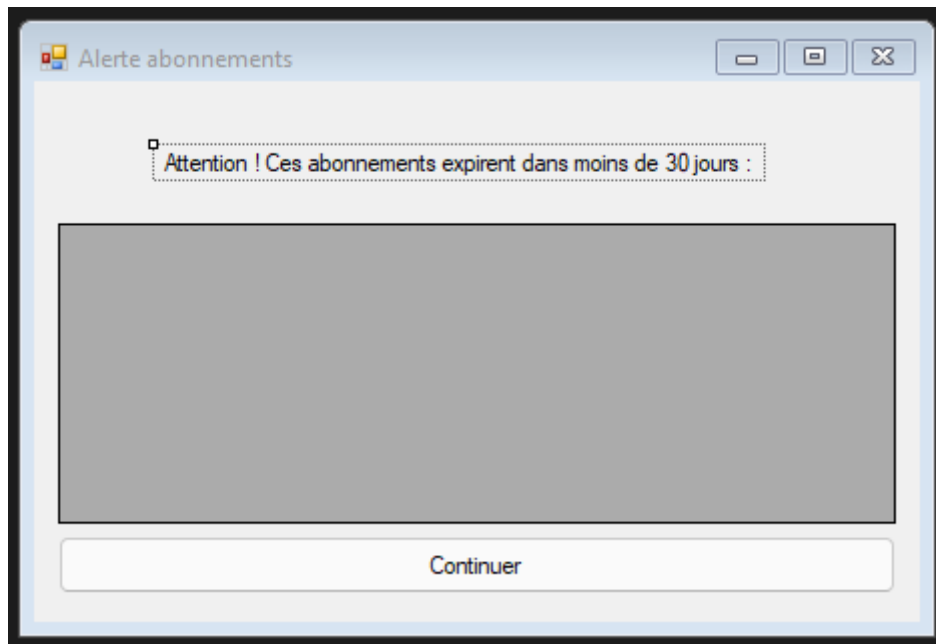 Alerte abonnements
Attention ! Ces abonnements expirent dans moins de 30 jours :
Continuer